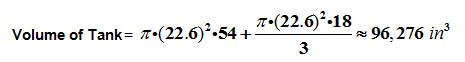 Volume of Tank = π•(22.6)²•54 + π•(22.6)²•18 / 3 ≈ 96,276 in³